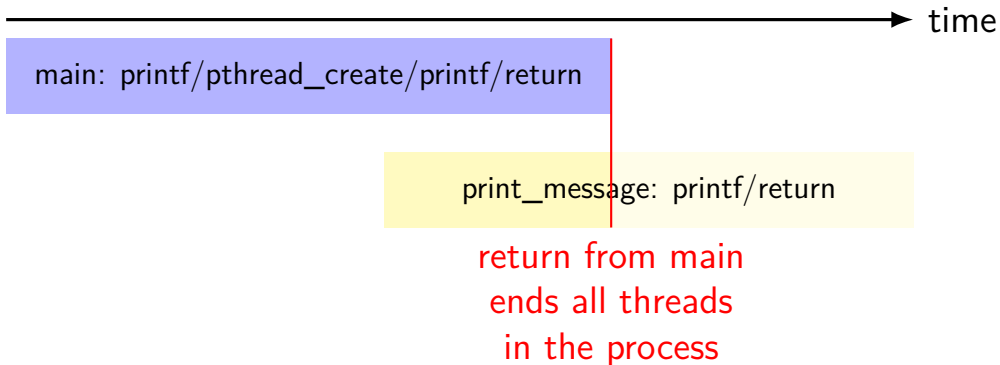 time
main: printf/pthread_create/printf/return
print_message: printf/return
return from main
ends all threads
in the process